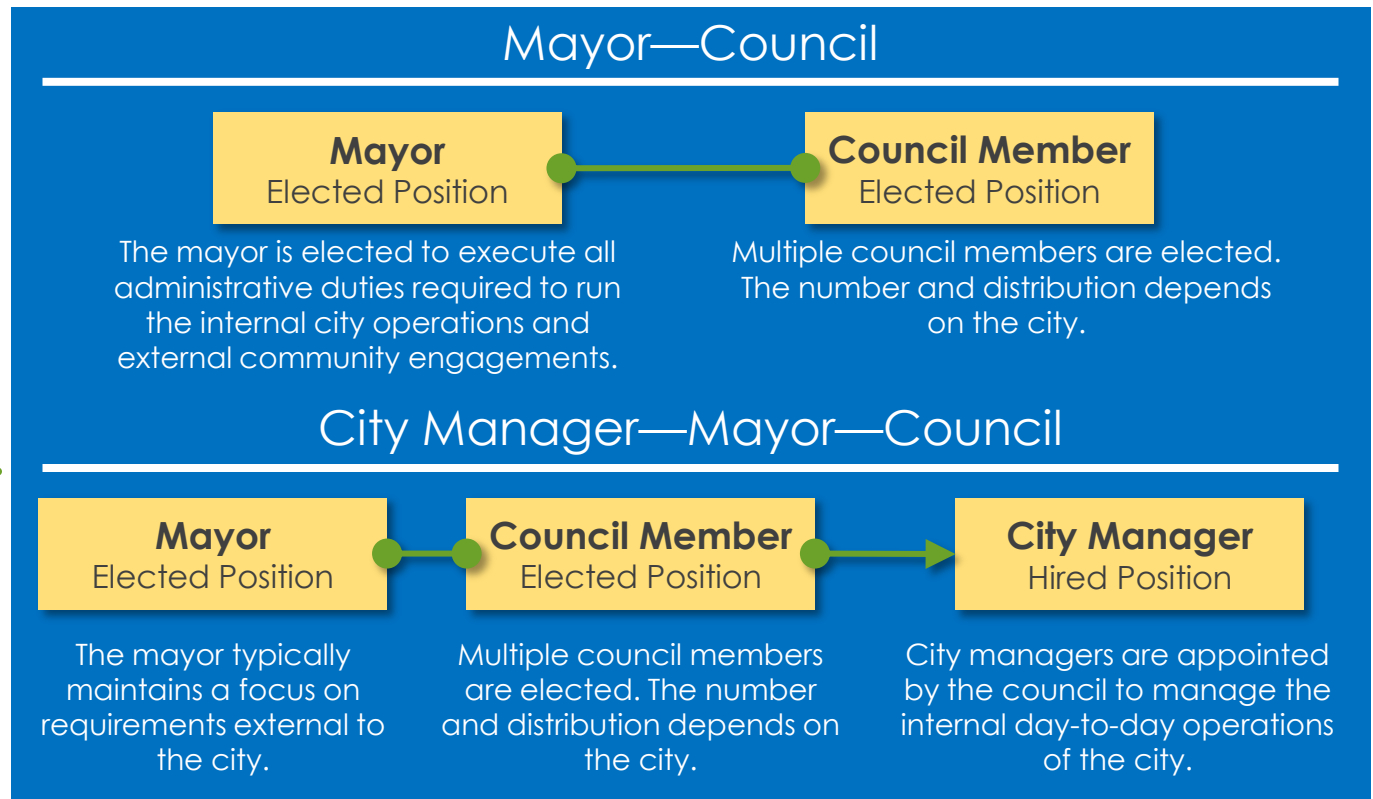 Mayor—Council
Mayor
Elected Position
Council Member
Elected Position
The mayor is elected to execute all
administrative duties required to run
the internal city operations and
external community engagements.
Multiple council members are elected.
The number and distribution depends
on the city.
City Manager—Mayor—Council
Mayor
Elected Position
Council Member
Elected Position
City Manager
Hired Position
The mayor typically
maintains a focus on
requirements external to
the city.
Multiple council members
are elected. The number
and distribution depends on
the city.
City managers are appointed
by the council to manage the
internal day-to-day operations
of the city.